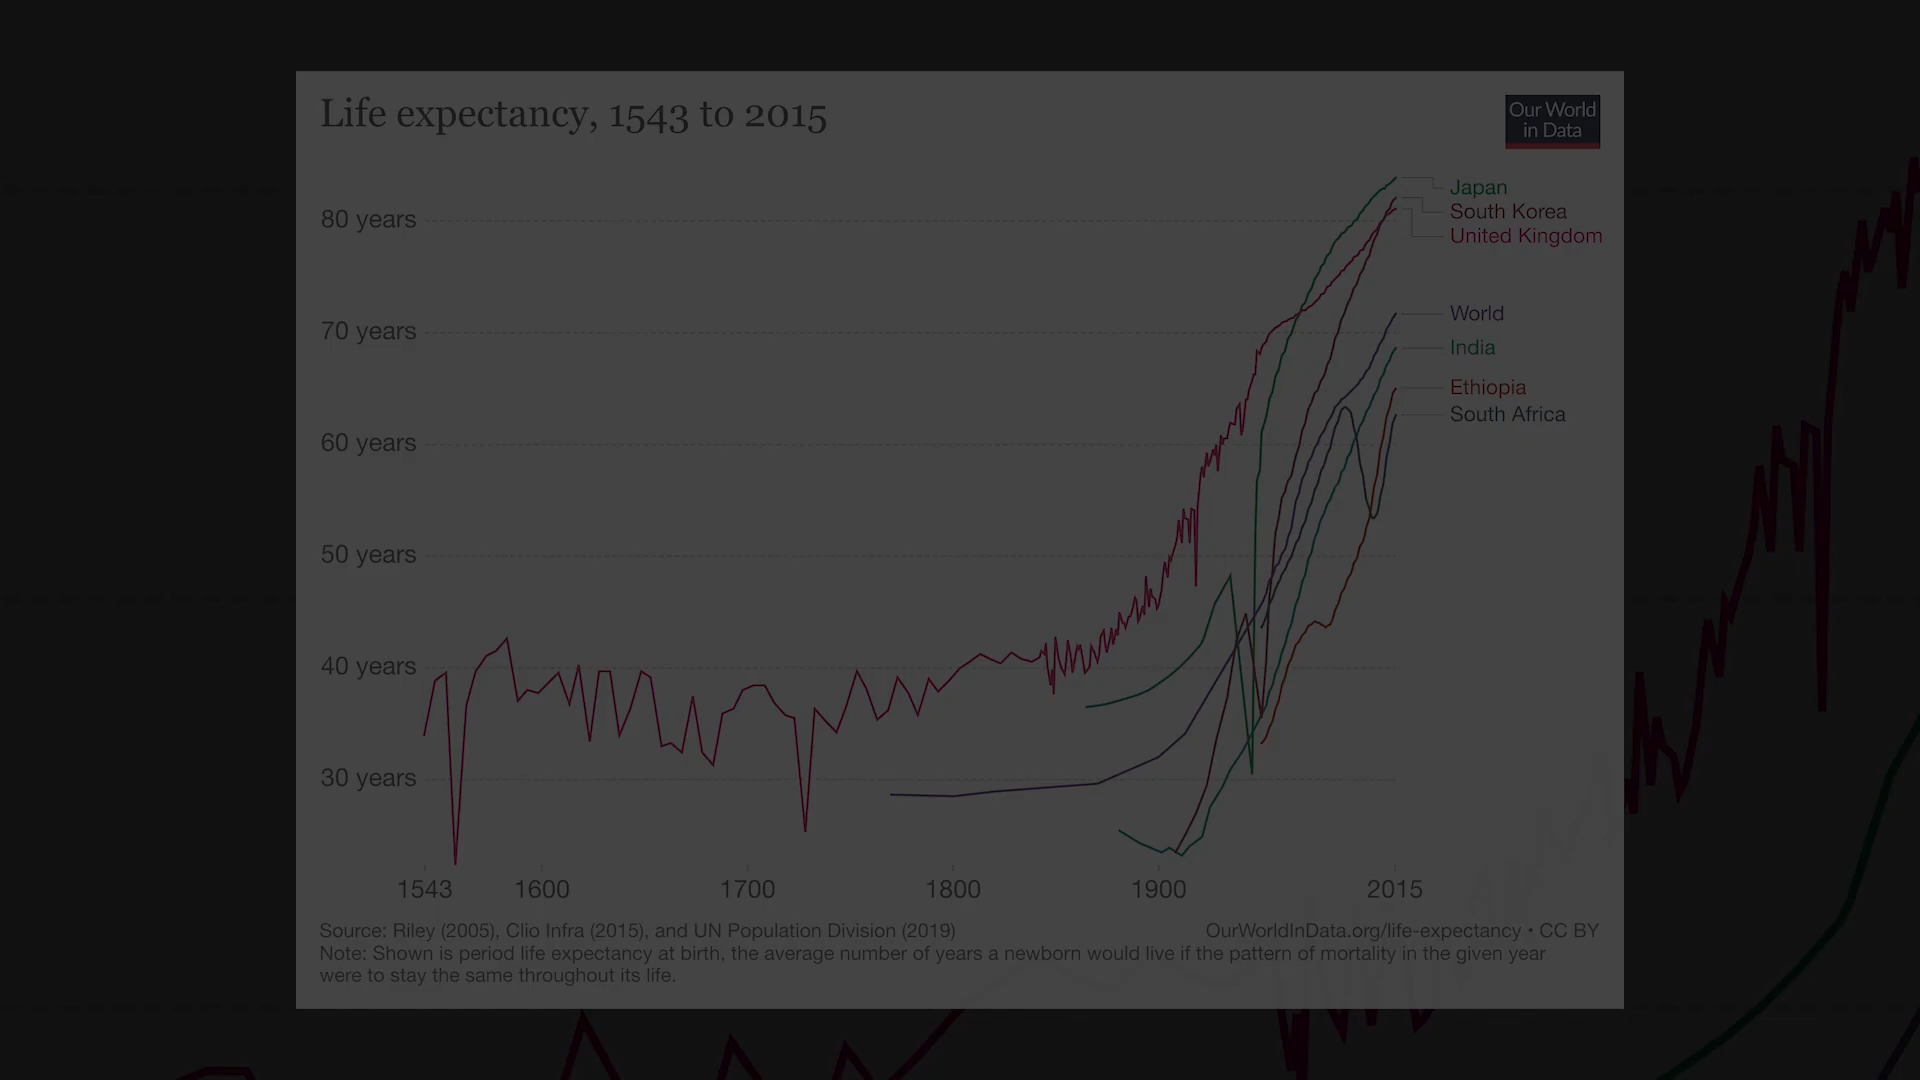 Life expectancy, 1543 to 2015
Our World
in Data
80 years
70 years
60 years
50 years
40 years
30 years
Japan
South Korea
United Kingdom
World
India
Ethiopia
South Africa
1543 1600 1700 1800 1900 2015
Source: Riley (2005), Clio Infra (2015), and UN Population Division (2019) OurWorldInData.org/life-expectancy • CC BY
Note: Shown is period life expectancy at birth, the average number of years a newborn would live if the pattern of mortality in the given year
were to stay the same throughout its life.